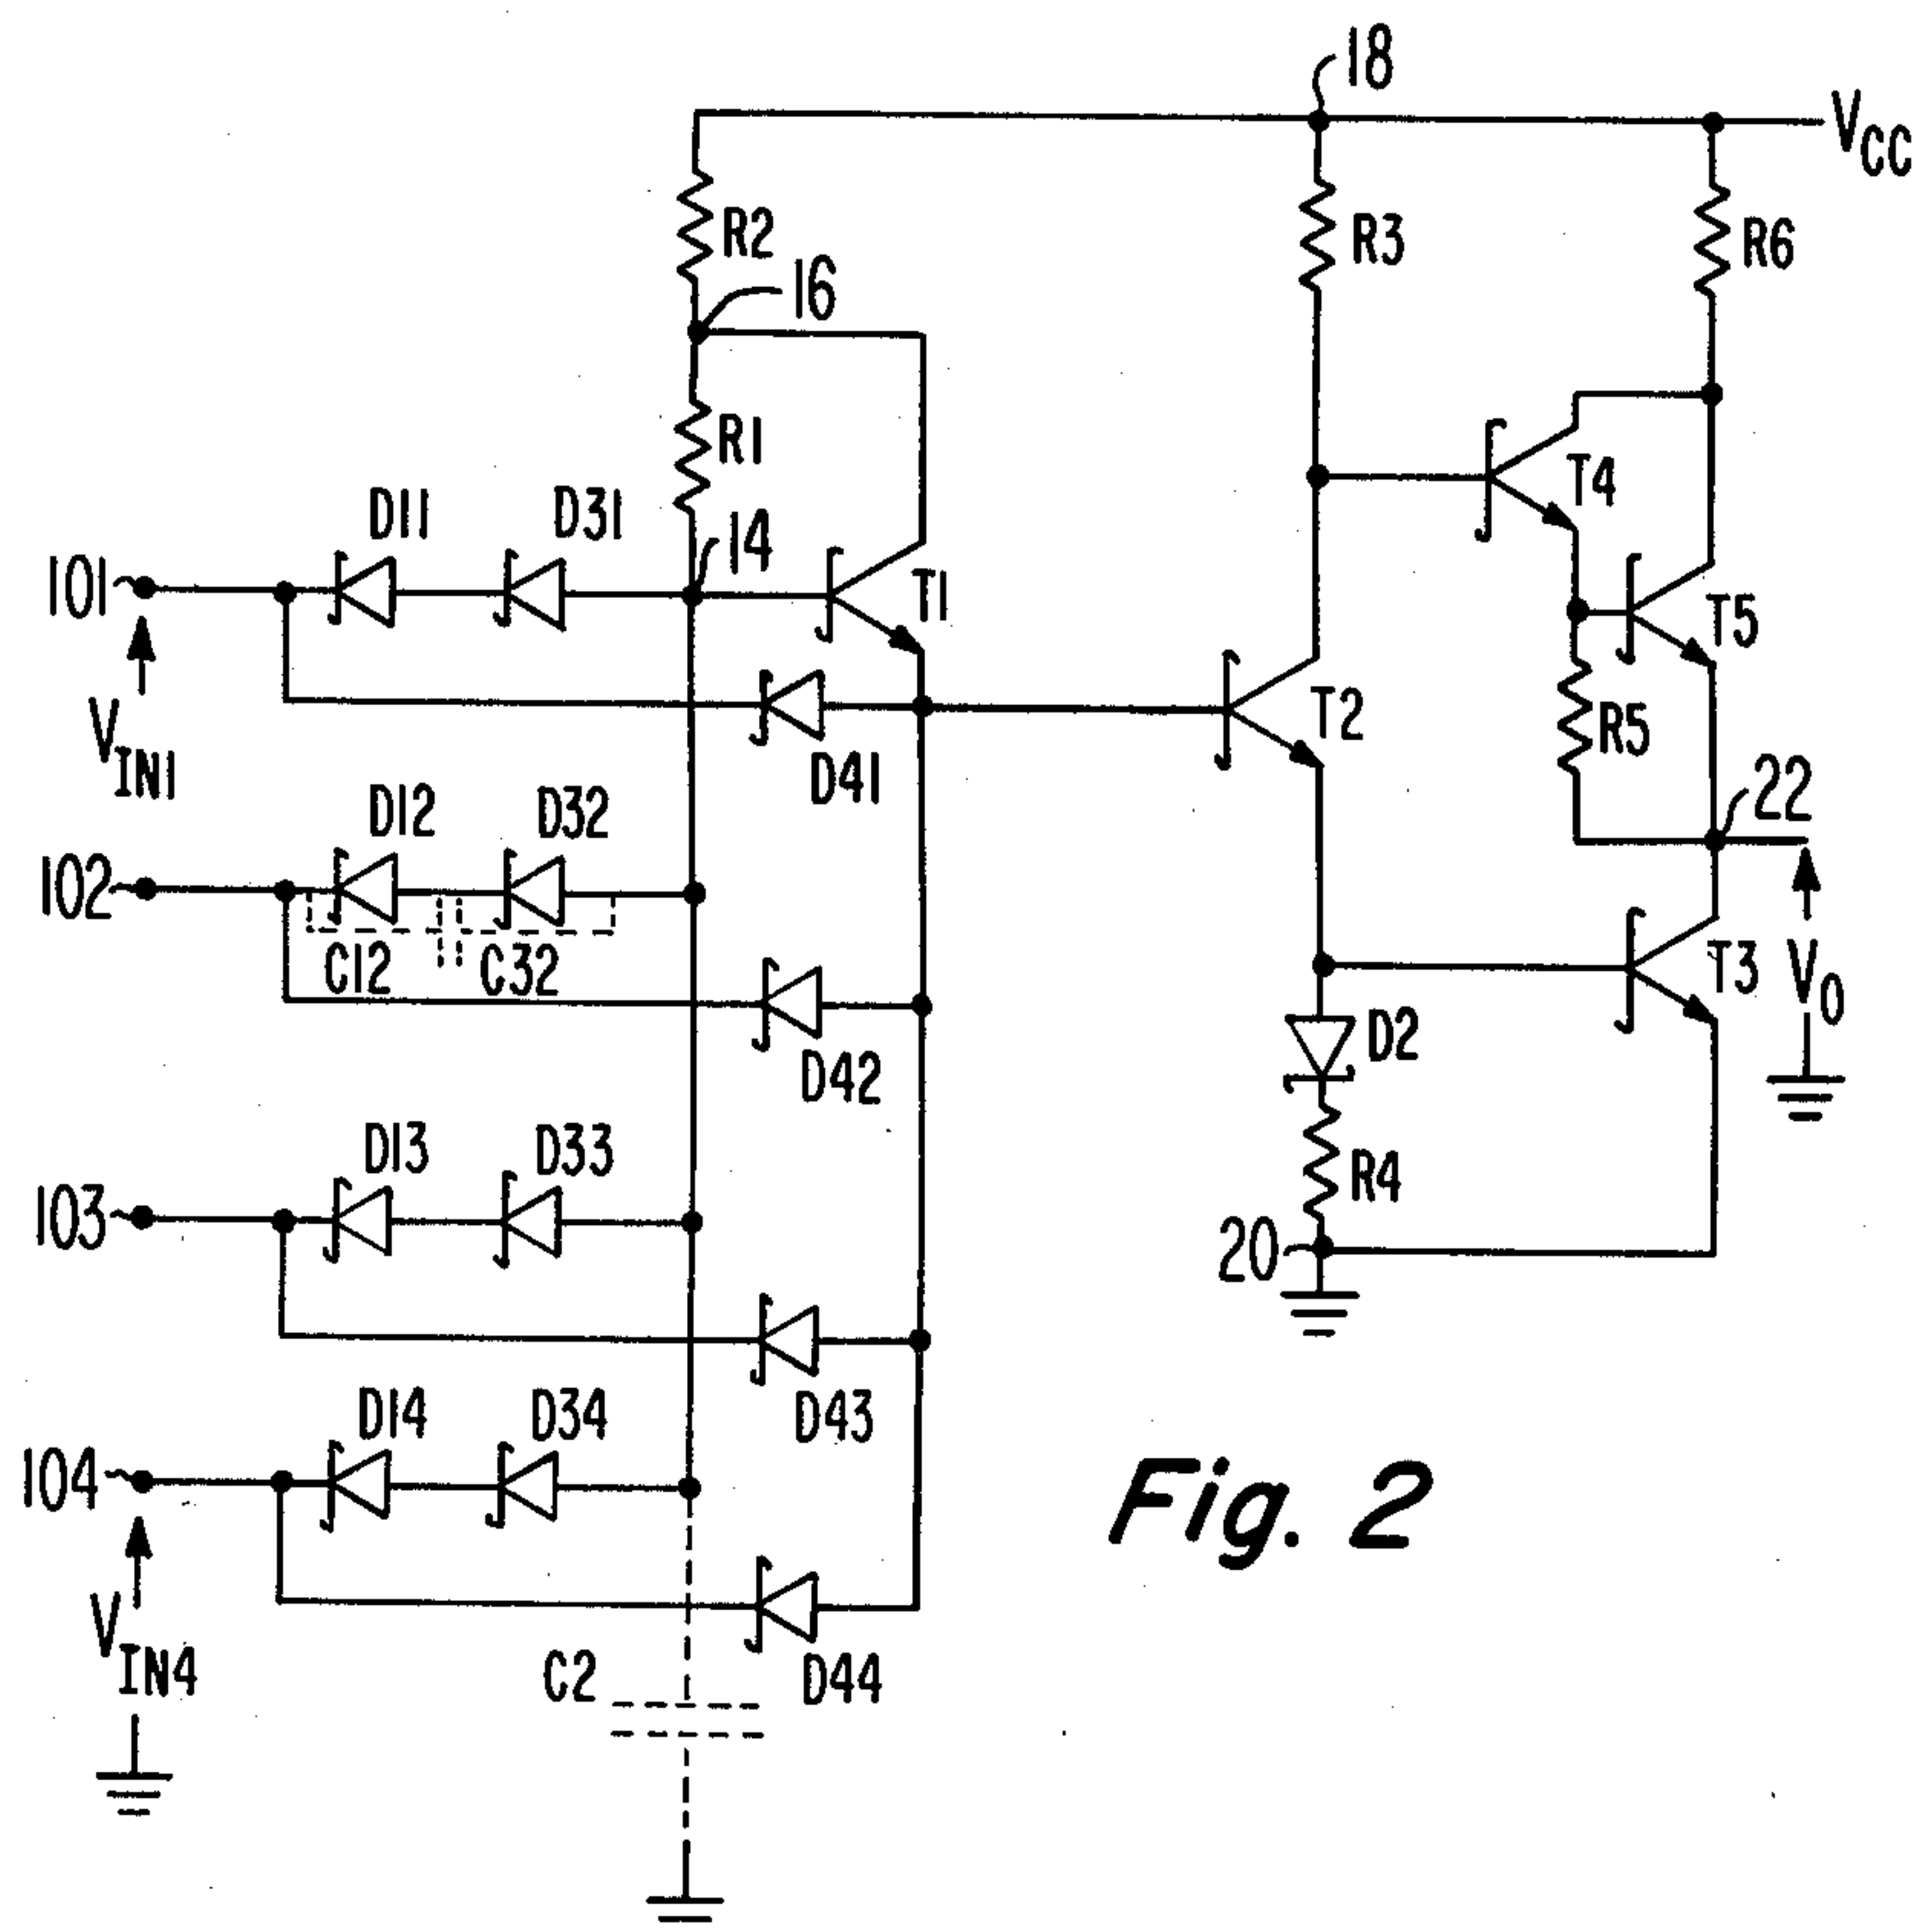 18
VCC
R2
R3
R6
16
R1
T4
D11
D31
14
101
T1
T5
VIN1
T2
R5
D41
22
D12
D32
102
C12
C32
T3
VO
D42
D2
D13
D33
R4
103
20
D43
D14
D34
104
Fig. 2
VIN4
C2
D44